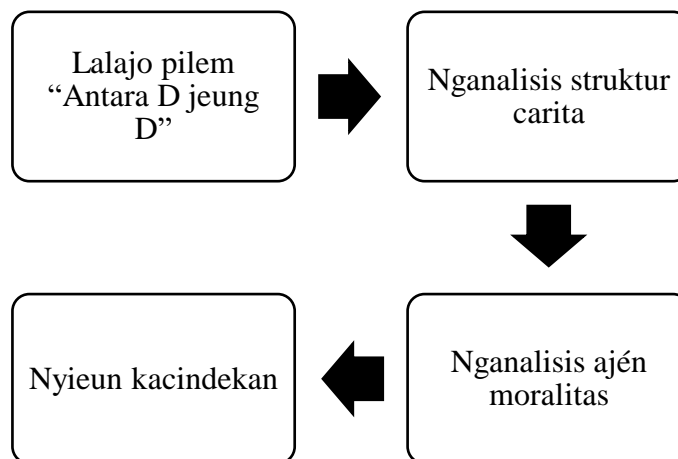 Lalajo pilem
“Antara D jeung
D”
Nganalisis struktur
carita
Nganalisis ajén
moralitas
Nyieun kacindekan